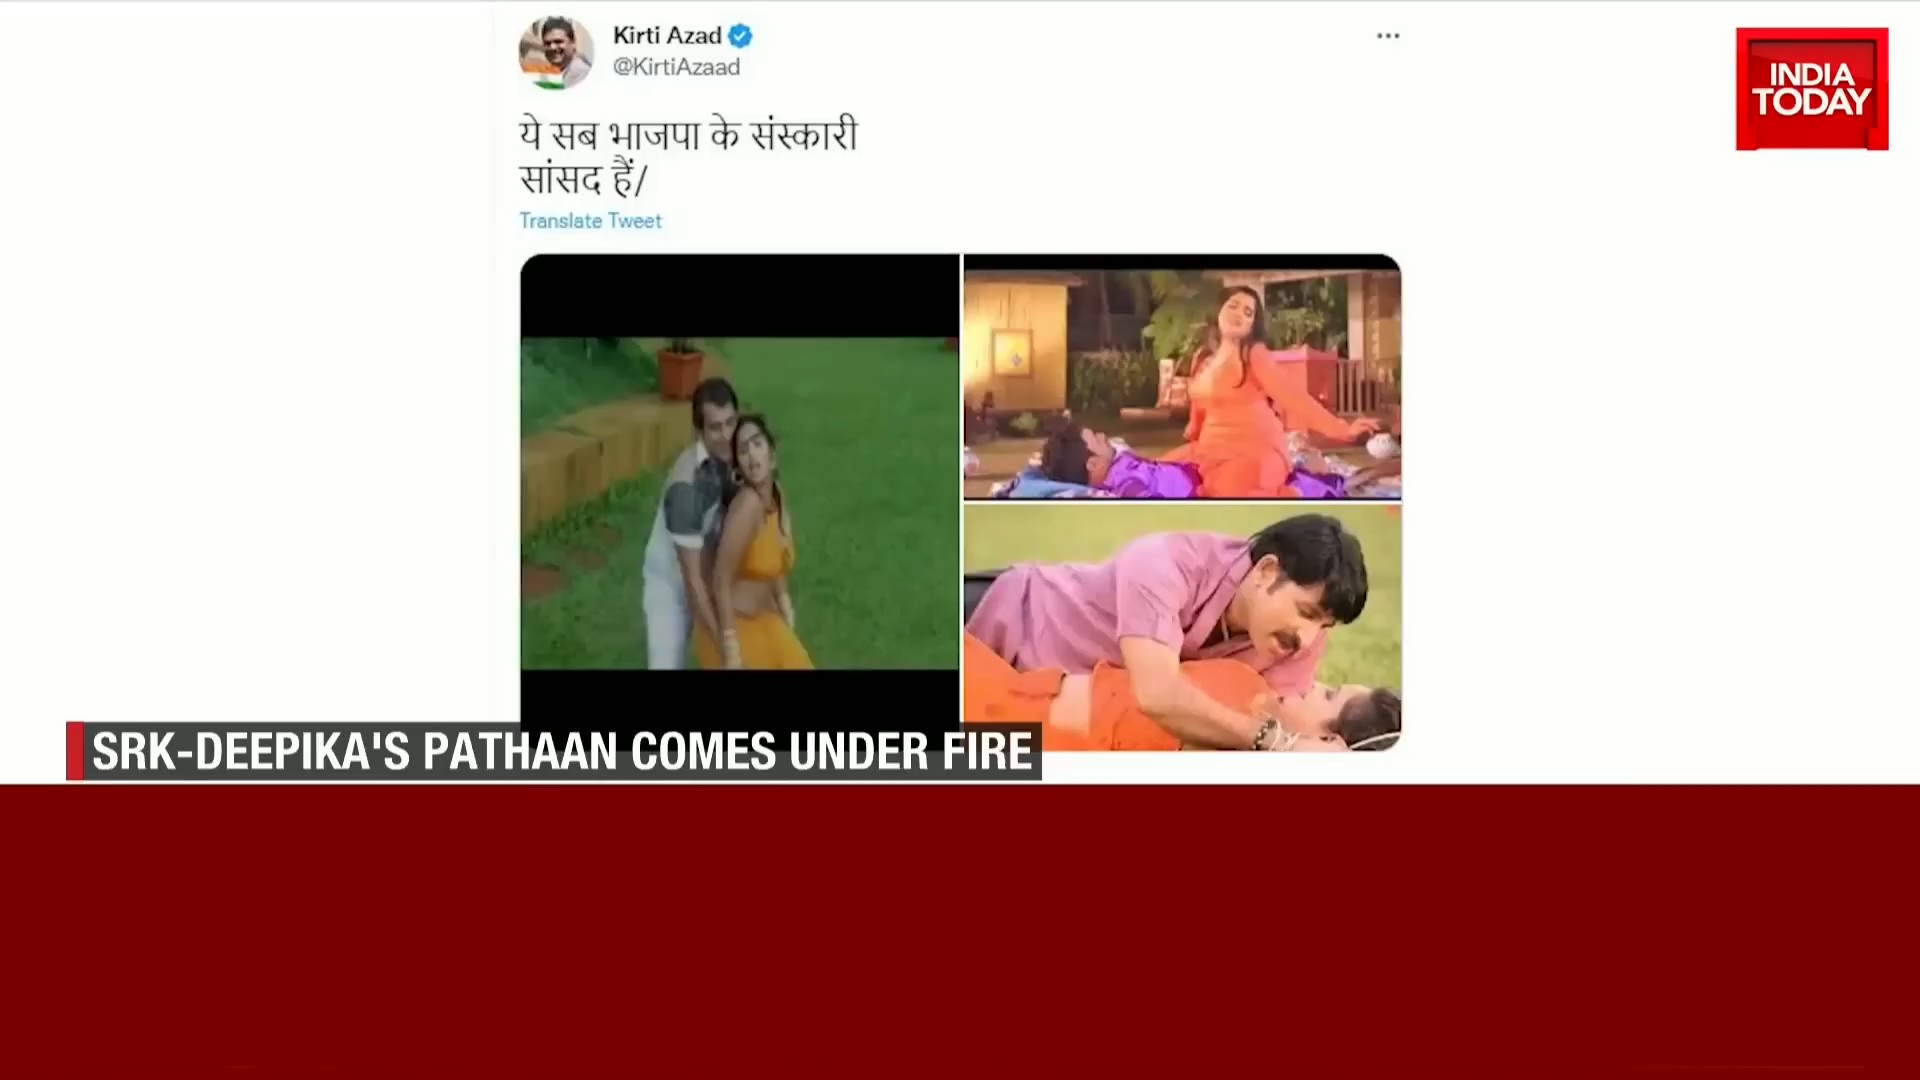 Kirti Azad
@KirtiAzaad
ये सब भाजपा के संस्कारी
सांसद हैं/
Translate Tweet
INDIA
TODAY
SRK-DEEPIKA'S PATHAAN COMES UNDER FIRE